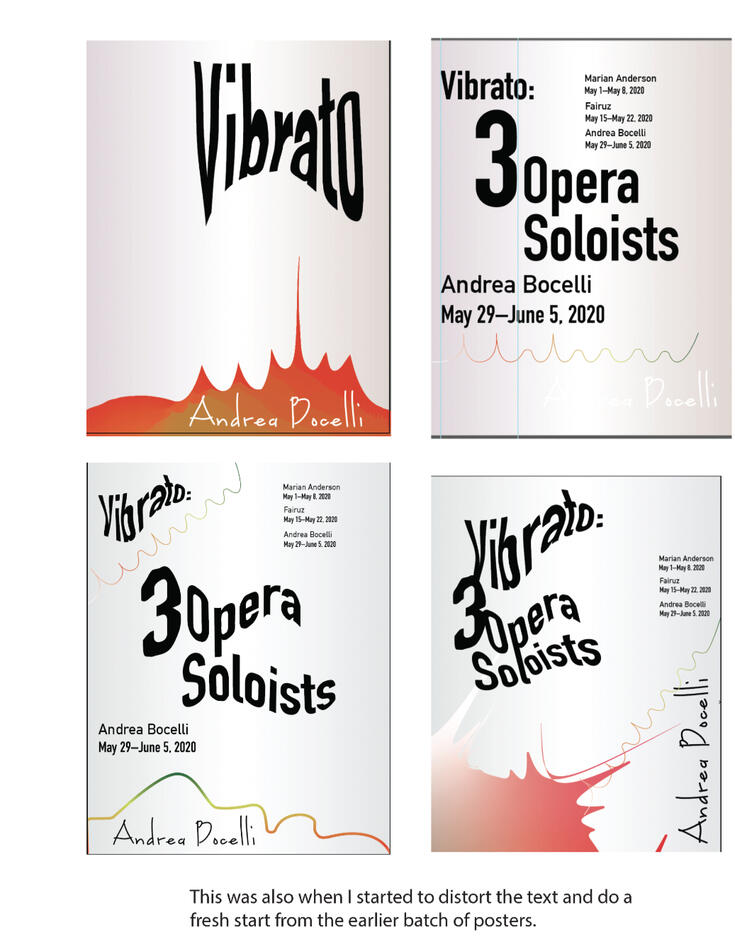 Vibrato
Andrea Bocelli
Vibrato:
3 Opera
Soloists
Marian Anderson
May 1–May 8, 2020
Fairuz
May 15–May 22, 2020
Andrea Bocelli
May 29–June 5, 2020
Andrea Bocelli
May 29–June 5, 2020
Andrea Bocelli
Vibrato:
Marian Anderson
May 1–May 8, 2020
Fairuz
May 15–May 22, 2020
Andrea Bocelli
May 29–June 5, 2020
3 Opera
Soloists
Andrea Bocelli
May 29–June 5, 2020
Andrea Bocelli
Vibrato:
3 Opera
Soloists
Marian Anderson
May 1–May 8, 2020
Fairuz
May 15–May 22, 2020
Andrea Bocelli
May 29–June 5, 2020
Andrea Bocelli
This was also when I started to distort the text and do a
fresh start from the earlier batch of posters.